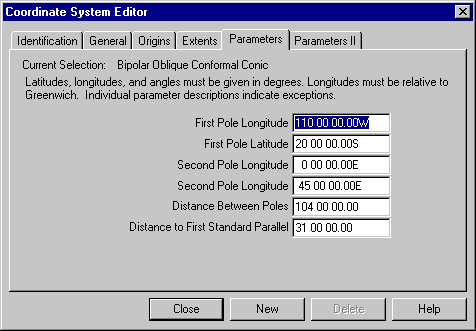 Coordinate System Editor
Identification General Origins Extents Parameters Parameters II
Current Selection: Bipolar Oblique Conformal Conic
Latitudes, longitudes, and angles must be given in degrees. Longitudes must be relative to
Greenwich. Individual parameter descriptions indicate exceptions.
First Pole Longitude 110 00 00.00W
First Pole Latitude 20 00 00.00S
Second Pole Longitude 0 00 00.00E
Second Pole Longitude 45 00 00.00E
Distance Between Poles 104 00 00.00
Distance to First Standard Parallel 31 00 00.00
Close New Delete Help